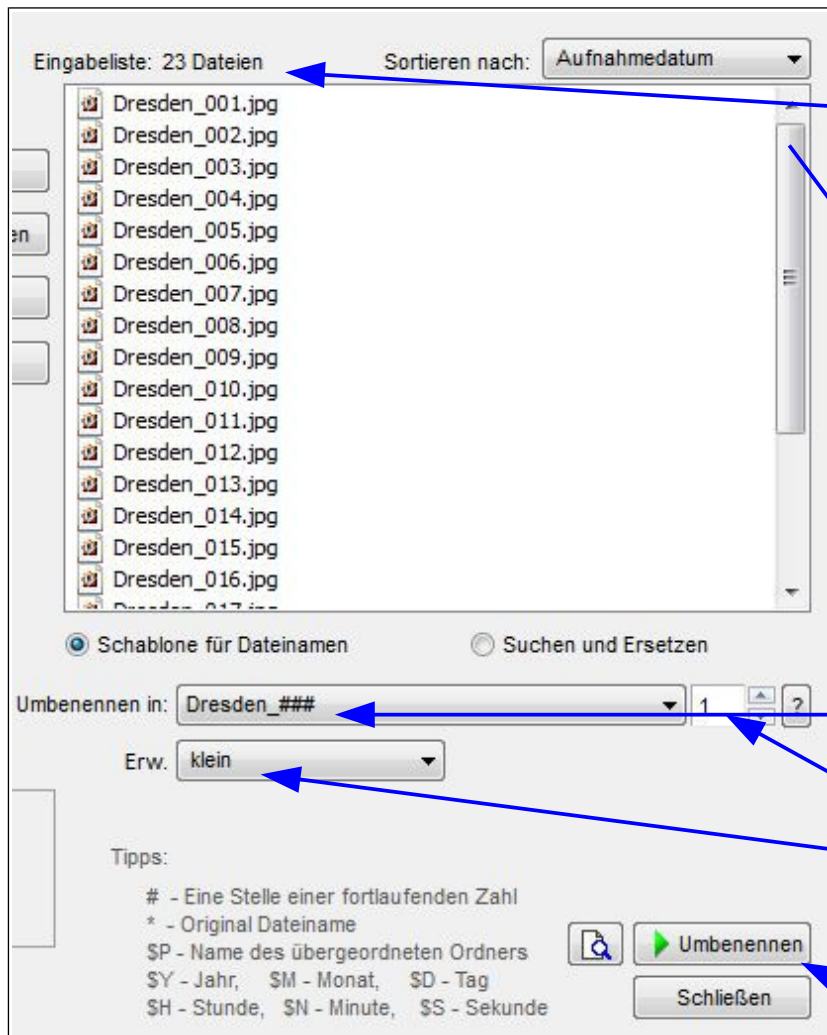 Eingabeliste: 23 Dateien Sortieren nach: Aufnahmedatum
Dresden_001.jpg
Dresden_002.jpg
Dresden_003.jpg
en
Dresden_004.jpg
Dresden_005.jpg
Dresden_006.jpg
Dresden_007.jpg
Dresden_008.jpg
Dresden_009.jpg
Dresden_010.jpg
Dresden_011.jpg
Dresden_012.jpg
Dresden_013.jpg
Dresden_014.jpg
Dresden_015.jpg
Dresden_016.jpg
Dresden_017.jpg
Schablone für Dateinamen Suchen und Ersetzen
Umbenennen in: Dresden_### 1 ?
Erw. klein
Tipps:
# - Eine Stelle einer fortlaufenden Zahl
* - Original Dateiname
$P - Name des übergeordneten Ordners
$Y - Jahr, $M - Monat, $D - Tag
$H - Stunde, $N - Minute, $S - Sekunde
Umbenennen
Schließen